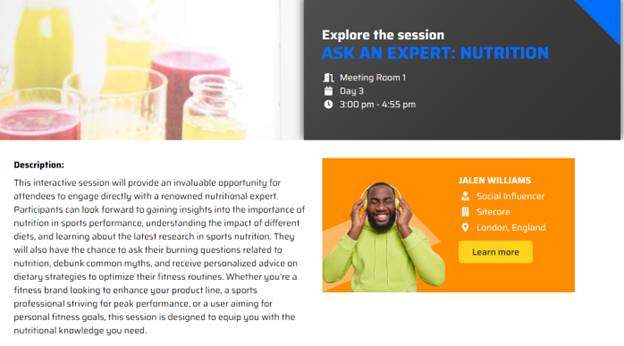 Explore the session
ASK AN EXPERT: NUTRITION
Meeting Room 1
Day 3
3:00 pm - 4:55 pm
Description:
This interactive session will provide an invaluable opportunity for
attendees to engage directly with a renowned nutritional expert.
Participants can look forward to gaining insights into the importance of
nutrition in sports performance, understanding the impact of different
diets, and learning about the latest research in sports nutrition. They
will also have the chance to ask their burning questions related to
nutrition, debunk common myths, and receive personalized advice on
dietary strategies to optimize their fitness routines. Whether you're a
fitness brand looking to enhance your product line, a sports
professional striving for peak performance, or a user aiming for
personal fitness goals, this session is designed to equip you with the
nutritional knowledge you need.
JALEN WILLIAMS
Social Influencer
Sitecore
London, England
Learn more